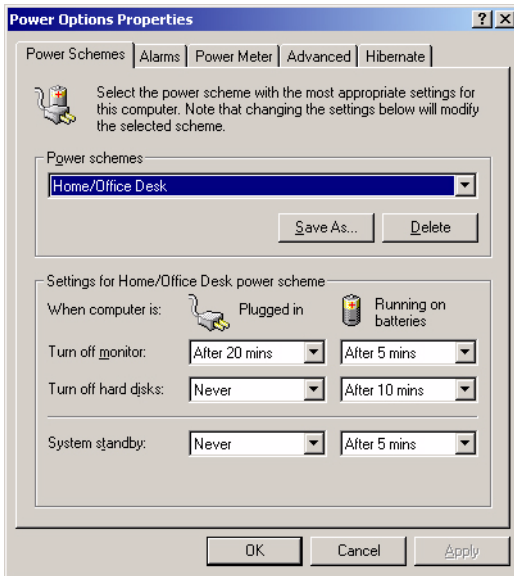 Power Options Properties
Power Schemes Alarms Power Meter Advanced Hibernate
Select the power scheme with the most appropriate settings for
this computer. Note that changing the settings below will modify
the selected scheme.
Power schemes
Home/Office Desk
Save As... Delete
Settings for Home/Office Desk power scheme
When computer is: Plugged in Running on
batteries
Turn off monitor: After 20 mins After 5 mins
Turn off hard disks: Never After 10 mins
System standby: Never After 5 mins
OK Cancel Apply